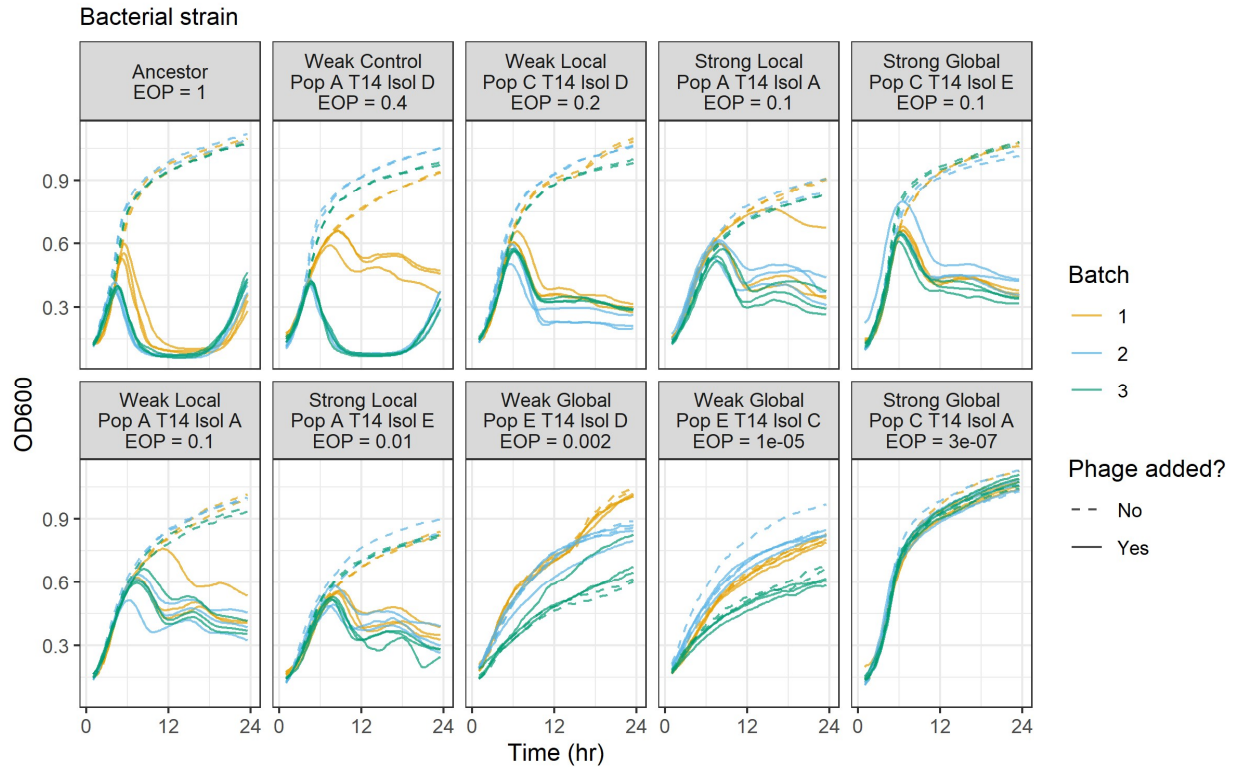 Bacterial strain
Ancestor
EOP = 1
Weak Control
Pop A T14 Isol D
EOP = 0.4
Weak Local
Pop C T14 Isol D
EOP = 0.2
Strong Local
Pop A T14 Isol A
EOP = 0.1
Strong Global
Pop C T14 Isol E
EOP = 0.1
0.9
0.6
0.3
Weak Local
Pop A T14 Isol A
EOP = 0.1
Strong Local
Pop A T14 Isol E
EOP = 0.01
Weak Global
Pop E T14 Isol D
EOP = 0.002
Weak Global
Pop E T14 Isol C
EOP = 1e-05
Strong Global
Pop C T14 Isol A
EOP = 3e-07
0.9
0.6
0.3
0 12 24 0 12 24 0 12 24 0 12 24 0 12 24
OD600
Time (hr)
Batch
1
2
3
Phage added?
No
Yes